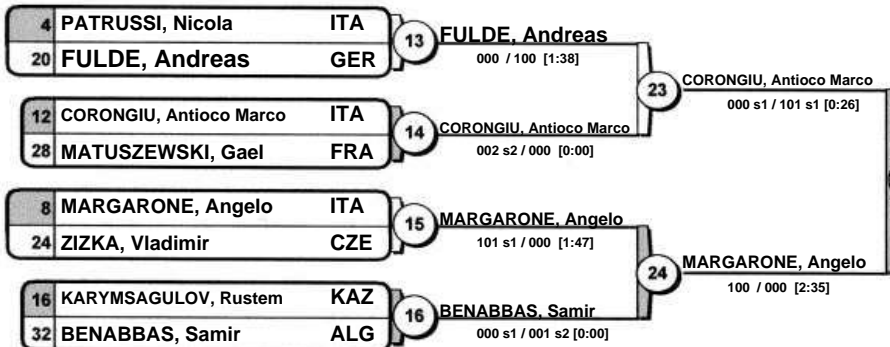 4 PATRUSSI, Nicola ITA
20 FULDE, Andreas GER
13
FULDE, Andreas
000 / 100 [1:38]
12 CORONGIU, Antioco Marco ITA
28 MATUSZEWSKI, Gael FRA
14
CORONGIU, Antioco Marco
002 s2 / 000 [0:00]
23
CORONGIU, Antioco Marco
000 s1 / 101 s1 [0:26]
8 MARGARONE, Angelo ITA
24 ZIZKA, Vladimir CZE
15
MARGARONE, Angelo
101 s1 / 000 [1:47]
16 KARYMSAGULOV, Rustem KAZ
32 BENABBAS, Samir ALG
16
BENABBAS, Samir
000 s1 / 001 s2 [0:00]
24
MARGARONE, Angelo
100 / 000 [2:35]